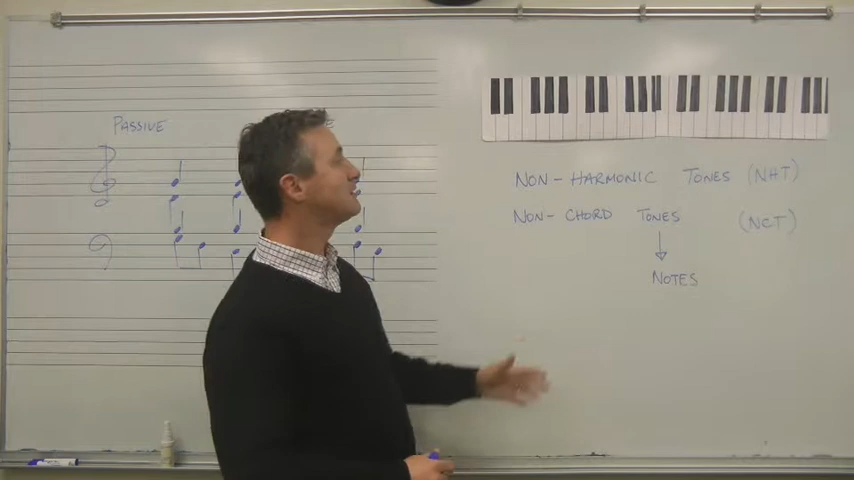 PASSIVE
NON-HARMONIC TONES (NHT)
NON-CHORD TONES (NCT)
NOTES